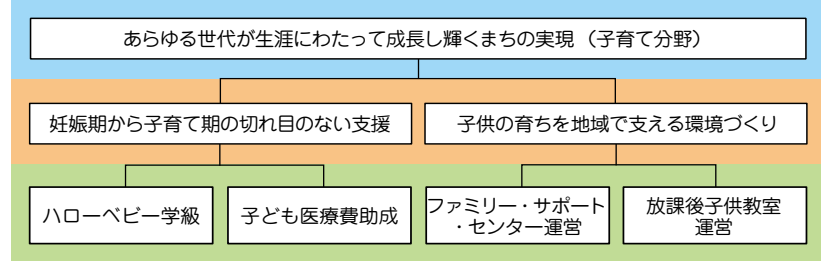 あらゆる世代が生涯にわたって成長し輝くまちの実現（子育て分野）
妊娠期から子育て期の切れ目のない支援
子供の育ちを地域で支える環境づくり
ハローベビー学級
子ども医療費助成
ファミリー・サポート
・センター運営
放課後子供教室
運営